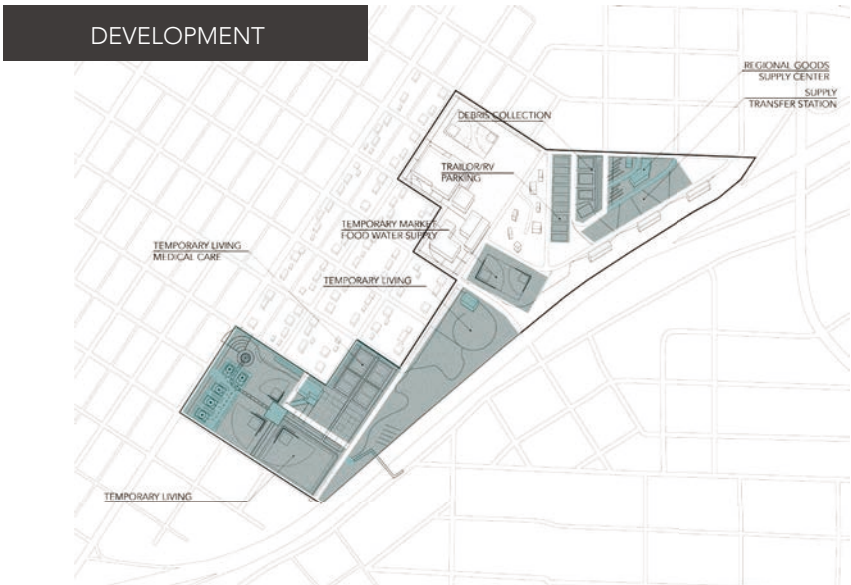 DEVELOPMENT
REGIONAL GOODS
SUPPLY CENTER
SUPPLY
TRANSFER STATION
DEBRIS COLLECTION
TRAILOR/RV
PARKING
TEMPORARY MARKET
FOOD WATER SUPPLY
TEMPORARY LIVING
MEDICAL CARE
TEMPORARY LIVING
TEMPORARY LIVING